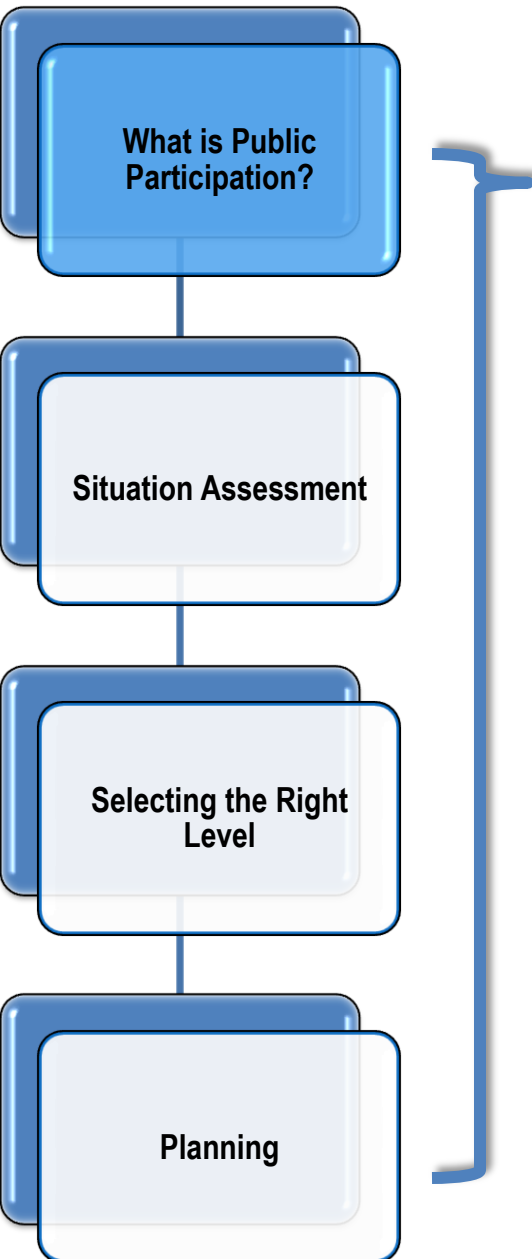 What is Public
Participation?
Situation Assessment
Selecting the Right
Level
Planning